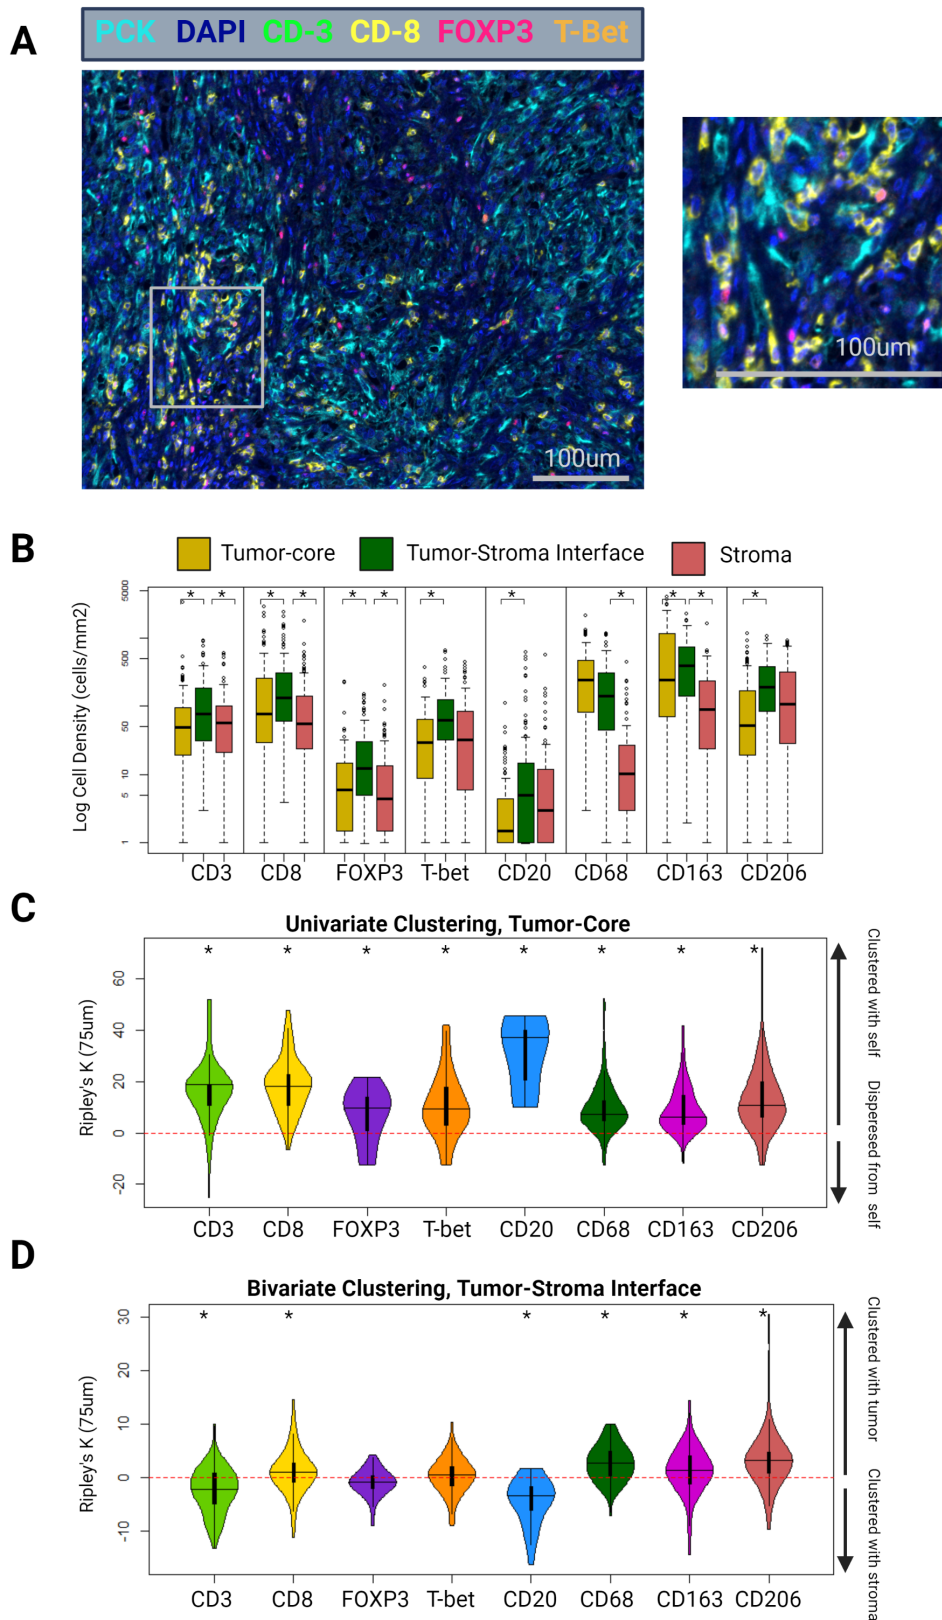 A
PCK DAPI CD-3 CD-8 FOXP3 T-Bet
100um
100um
B
Tumor-core Tumor-Stroma Interface Stroma
Log Cell Density (cells/mm2)
5000
500
50
10
5
1
* * * * * * * * * * * *
CD3 CD8 FOXP3 T-bet CD20 CD68 CD163 CD206
C
Univariate Clustering, Tumor-Core
Ripley's K (75um)
60
40
20
0
-20
* * * * * * * *
Clustered with self
Disperesed from self
CD3 CD8 FOXP3 T-bet CD20 CD68 CD163 CD206
D
Bivariate Clustering, Tumor-Stroma Interface
Ripley's K (75um)
30
20
10
0
-10
* * * * * *
Clustered with tumor
Clustered with stroma
CD3 CD8 FOXP3 T-bet CD20 CD68 CD163 CD206